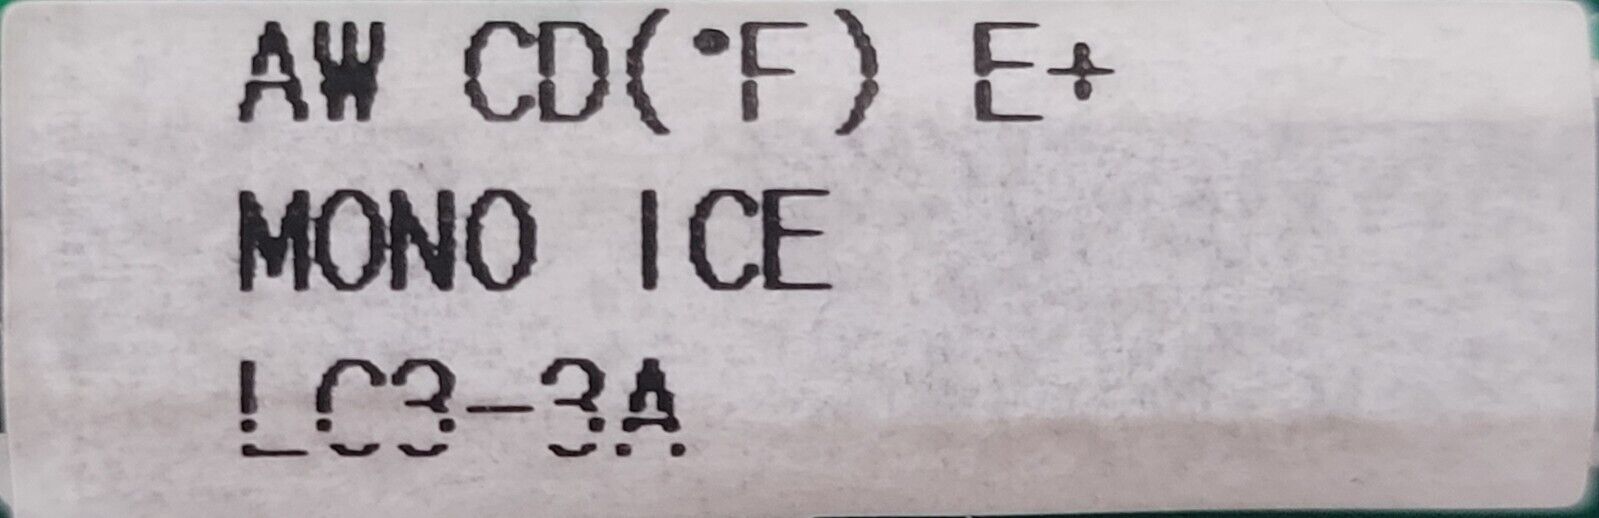 AW CD(°F) E+
MONO ICE
LC3-3A